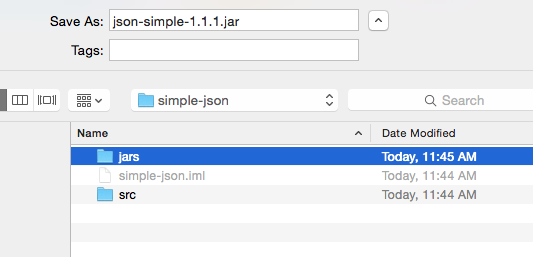 Save As: json-simple-1.1.1.jar
Tags:
simple-json Search
Name Date Modified
jars Today, 11:45 AM
simple-json.iml Today, 11:44 AM
src Today, 11:44 AM